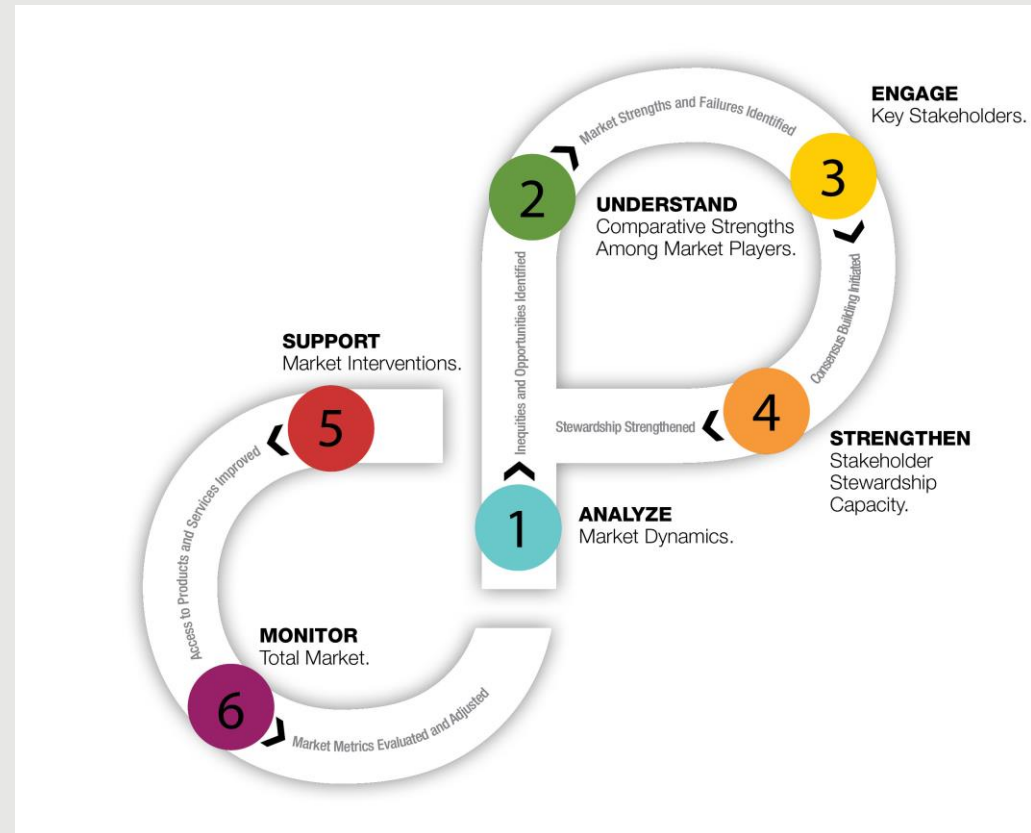 1
ANALYZE
Market Dynamics.
Inequities and Opportunities Identified
2
UNDERSTAND
Comparative Strengths
Among Market Players.
Market Strengths and Failures Identified
3
ENGAGE
Key Stakeholders.
Consensus Building Initiated
4
STRENGTHEN
Stakeholder
Stewardship
Capacity.
Stewardship Strengthened
5
SUPPORT
Market Interventions.
Access to Products and Services Improved
6
MONITOR
Total Market.
Market Metrics Evaluated and Adjusted